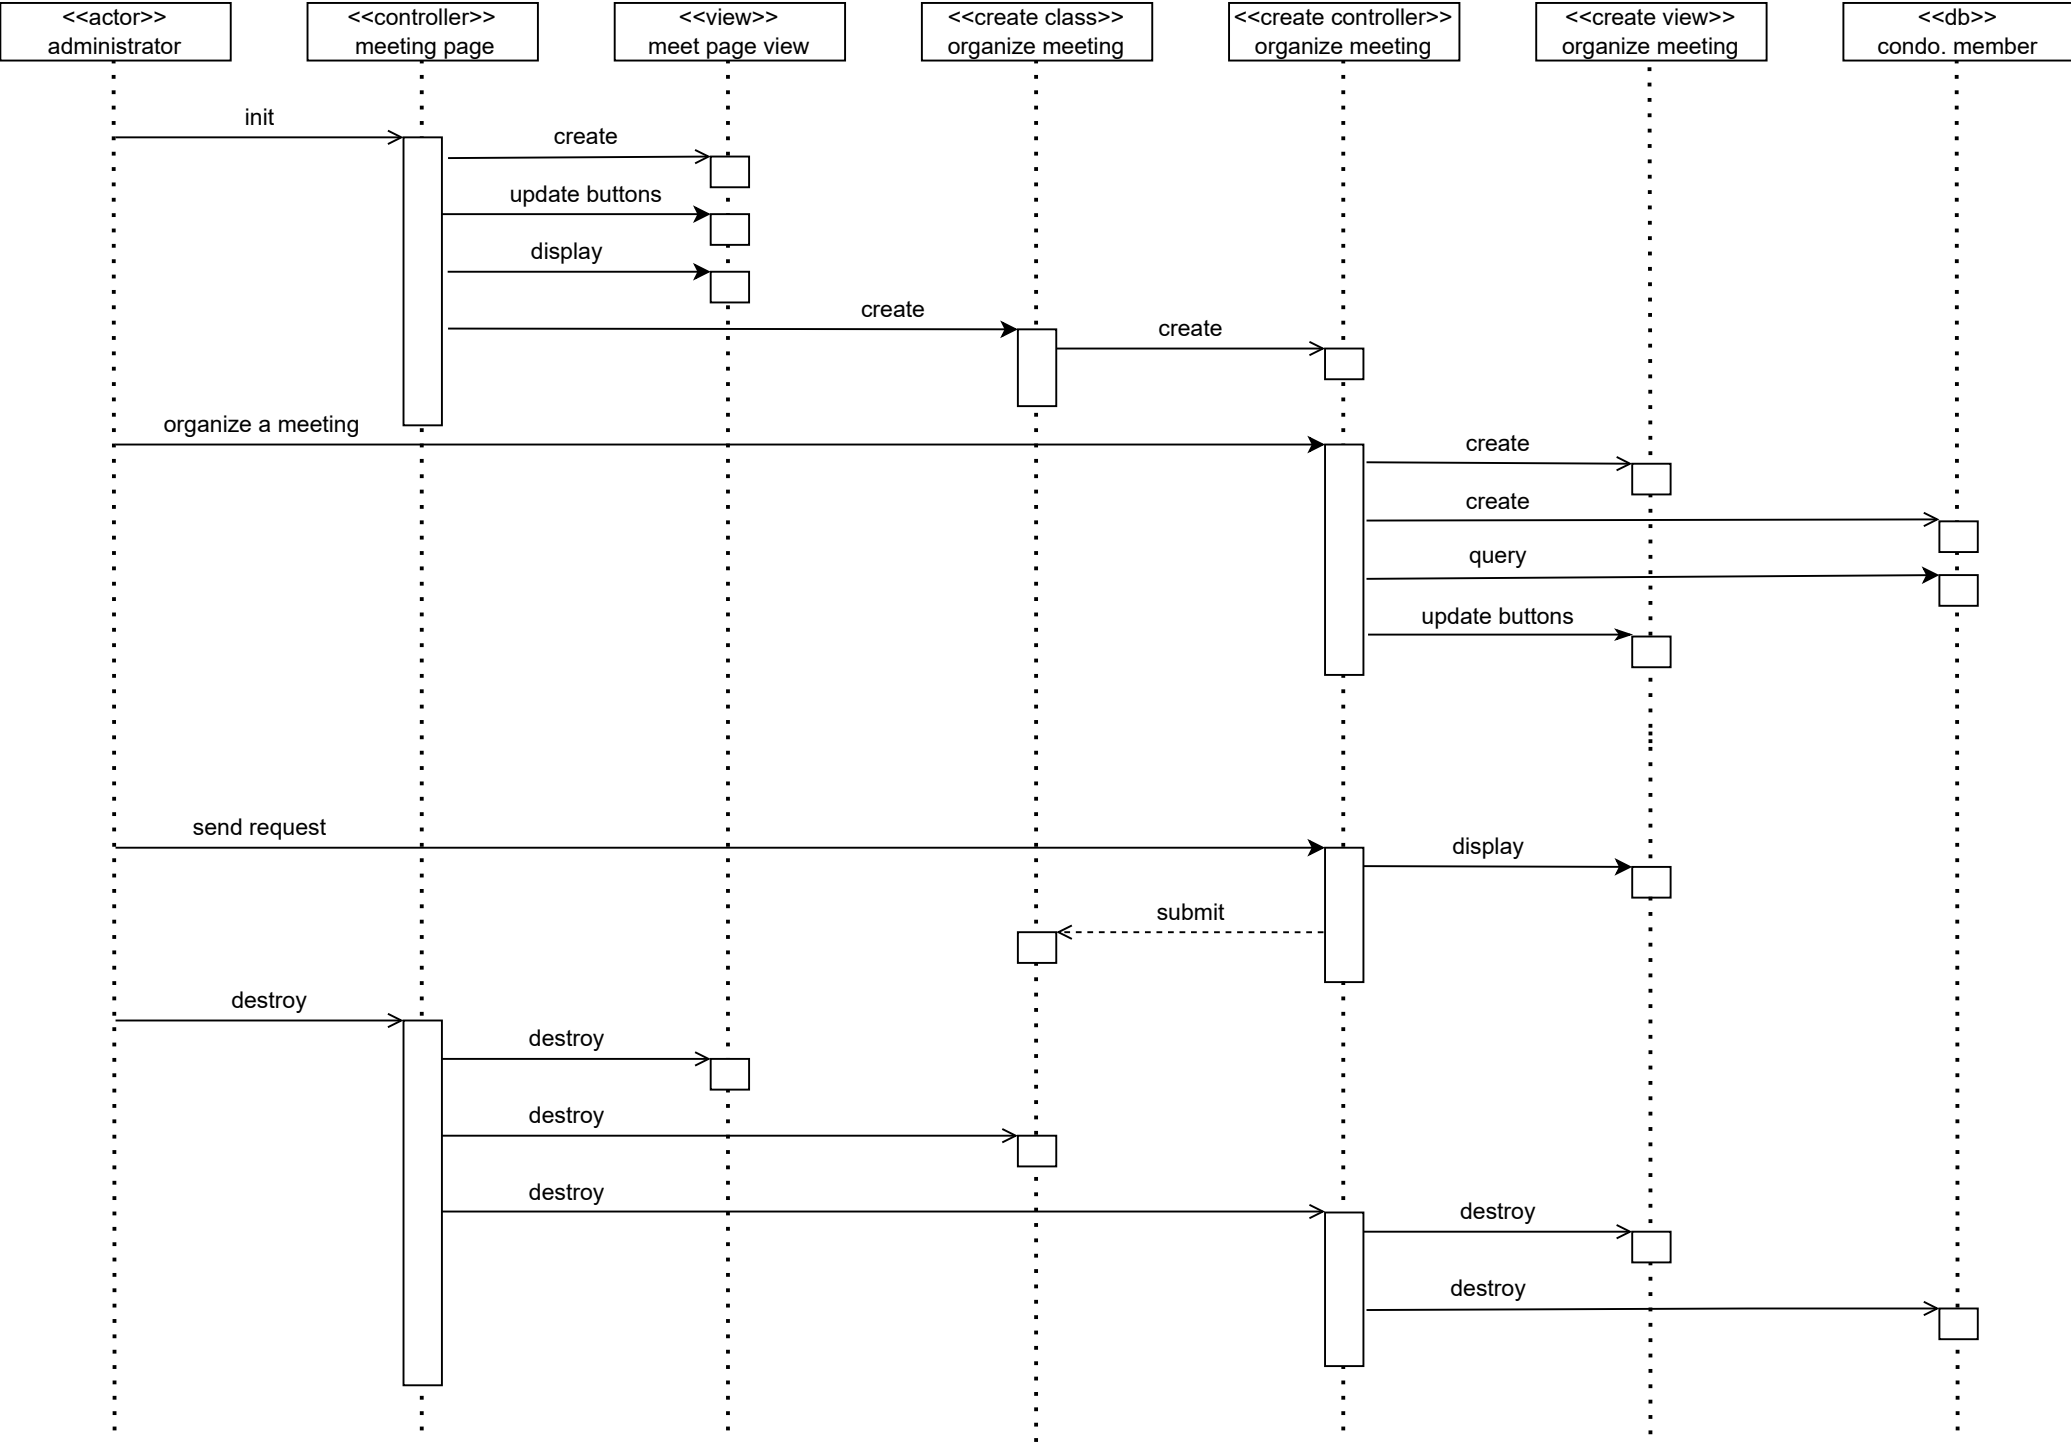 <<actor>>
administrator
<<controller>>
meeting page
<<view>>
meet page view
<<create class>>
organize meeting
<<create controller>>
organize meeting
<<create view>>
organize meeting
<<db>>
condo. member
init
create
update buttons
display
create
create
organize a meeting
create
create
query
update buttons
send request
display
submit
destroy
destroy
destroy
destroy
destroy
destroy